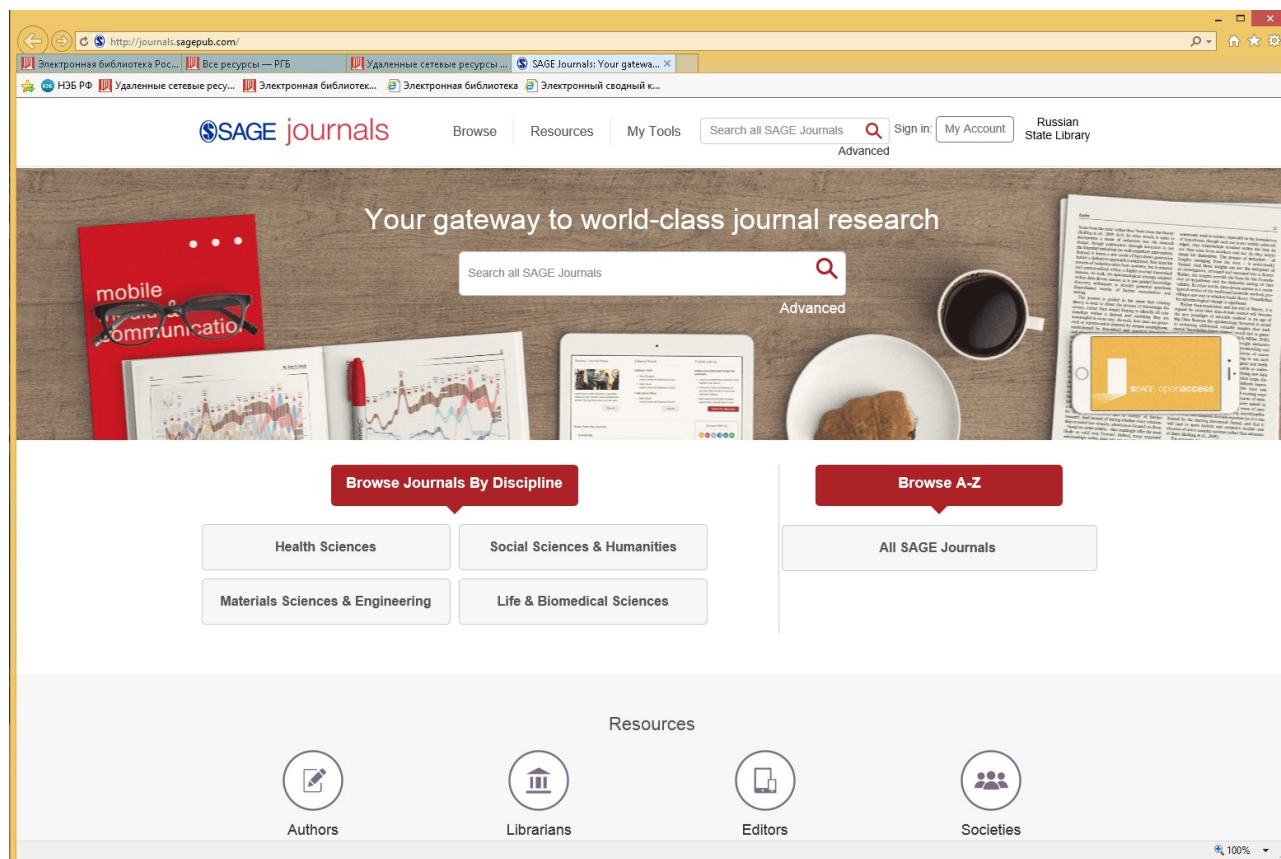 http://journals.sagepub.com/
Электронная библиотека Рос...
Все ресурсы — РГБ
Удаленные сетевые ресурсы ...
SAGE Journals: Your gatewa...
НЭБ РФ
Удаленные сетевые ресу...
Электронная библиотек...
Электронная библиотека
Электронный сводный к...
SAGE journals
Browse
Resources
My Tools
Search all SAGE Journals
Advanced
Sign in:
My Account
Russian
State Library
Your gateway to world-class journal research
Search all SAGE Journals
Advanced
mobile
media &
communication
SAGE openaccess
Browse Journals By Discipline
Browse A-Z
Health Sciences
Social Sciences & Humanities
All SAGE Journals
Materials Sciences & Engineering
Life & Biomedical Sciences
Resources
Authors
Librarians
Editors
Societies
100%